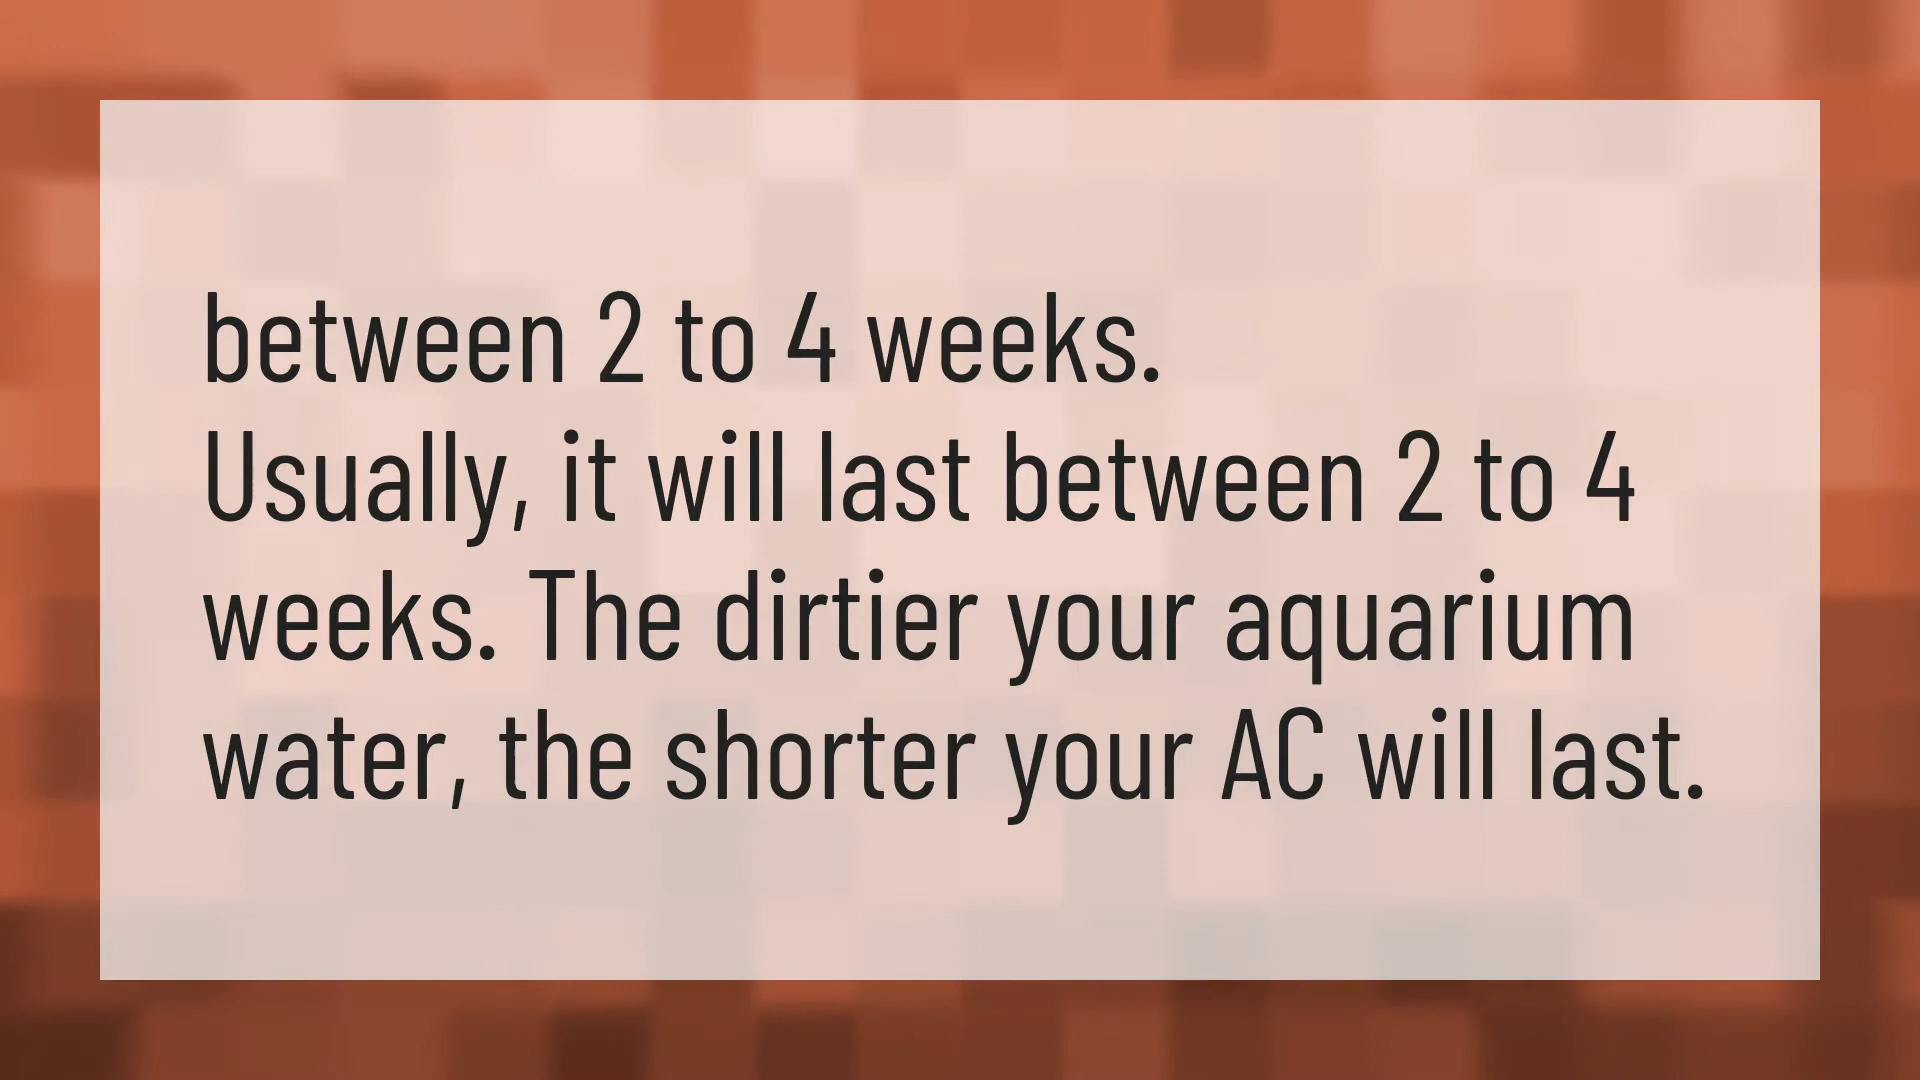 between 2 to 4 weeks.
Usually, it will last between 2 to 4
weeks. The dirtier your aquarium
water, the shorter your AC will last.